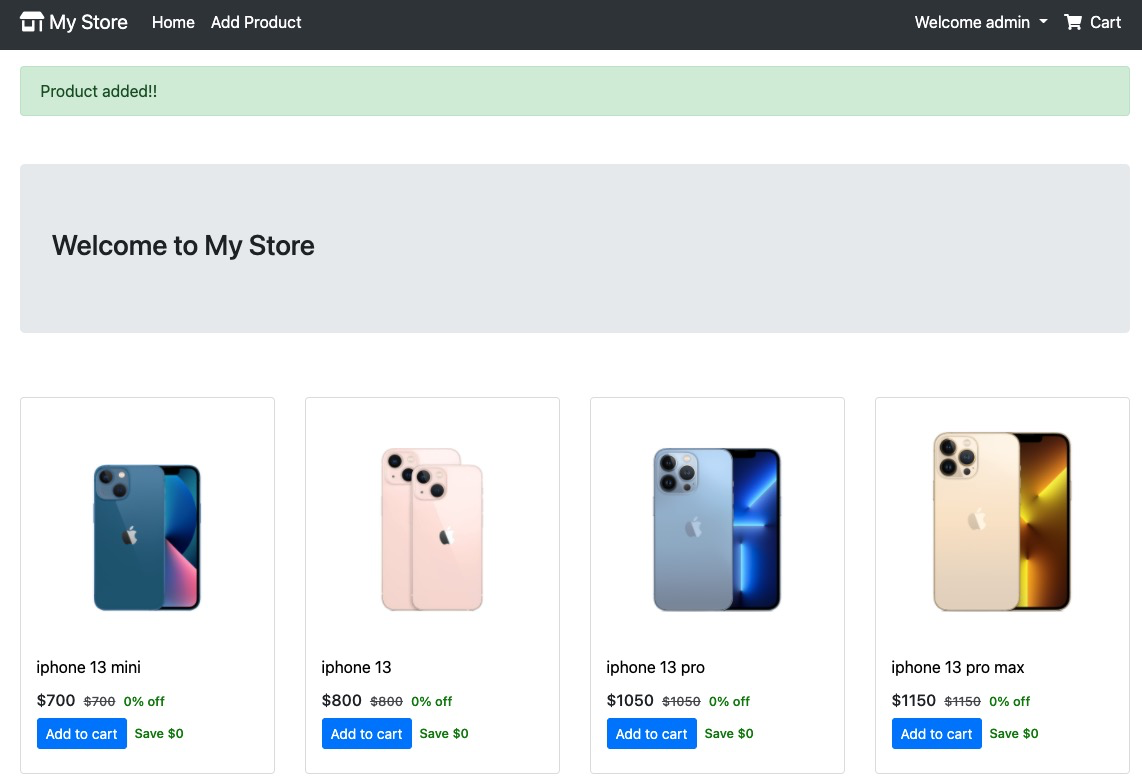 My Store Home Add Product Welcome admin Cart
Product added!!
Welcome to My Store
iphone 13 mini
$700 $700 0% off
Add to cart Save $0
iphone 13
$800 $800 0% off
Add to cart Save $0
iphone 13 pro
$1050 $1050 0% off
Add to cart Save $0
iphone 13 pro max
$1150 $1150 0% off
Add to cart Save $0